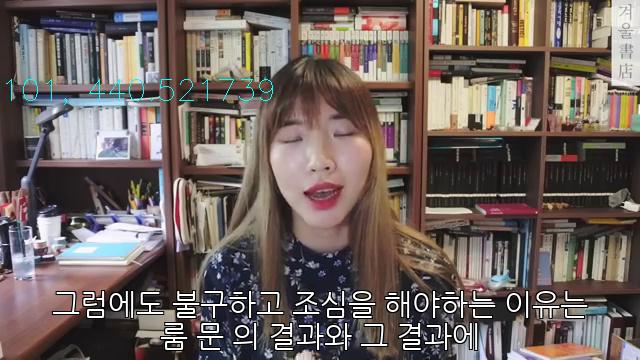 겨울書店
101, 440.521739
그럼에도 불구하고 조심을 해야하는 이유는
룸 문 의 결과와 그 결과에